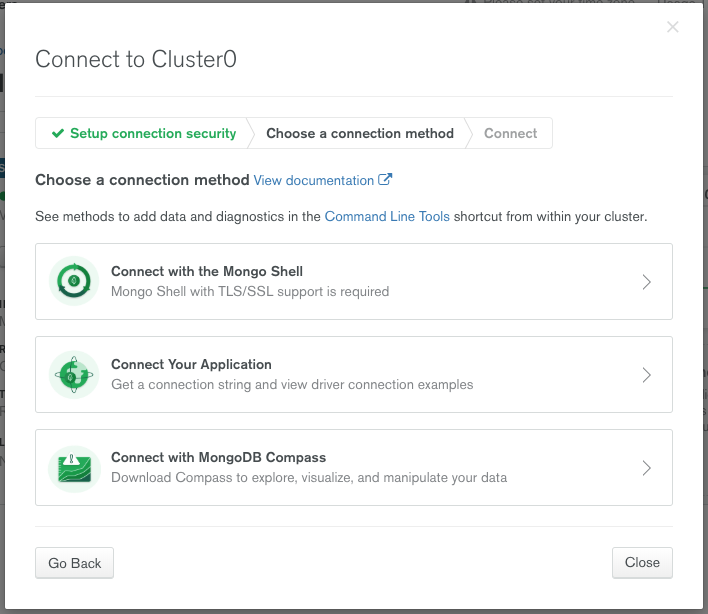 Connect to Cluster0
Setup connection security
Choose a connection method
Connect
Choose a connection method View documentation
See methods to add data and diagnostics in the Command Line Tools shortcut from within your cluster.
Connect with the Mongo Shell
Mongo Shell with TLS/SSL support is required
Connect Your Application
Get a connection string and view driver connection examples
Connect with MongoDB Compass
Download Compass to explore, visualize, and manipulate your data
Go Back
Close